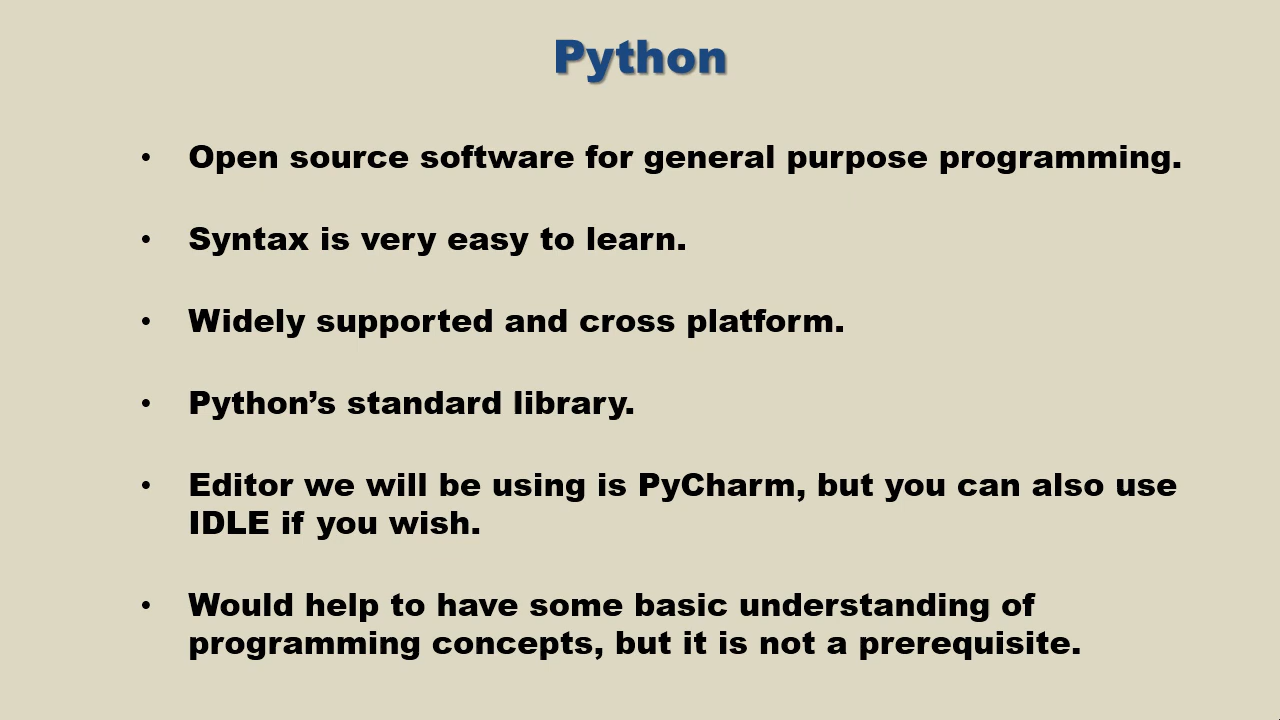 Python
• Open source software for general purpose programming.
• Syntax is very easy to learn.
• Widely supported and cross platform.
• Python’s standard library.
• Editor we will be using is PyCharm, but you can also use
IDLE if you wish.
• Would help to have some basic understanding of
programming concepts, but it is not a prerequisite.